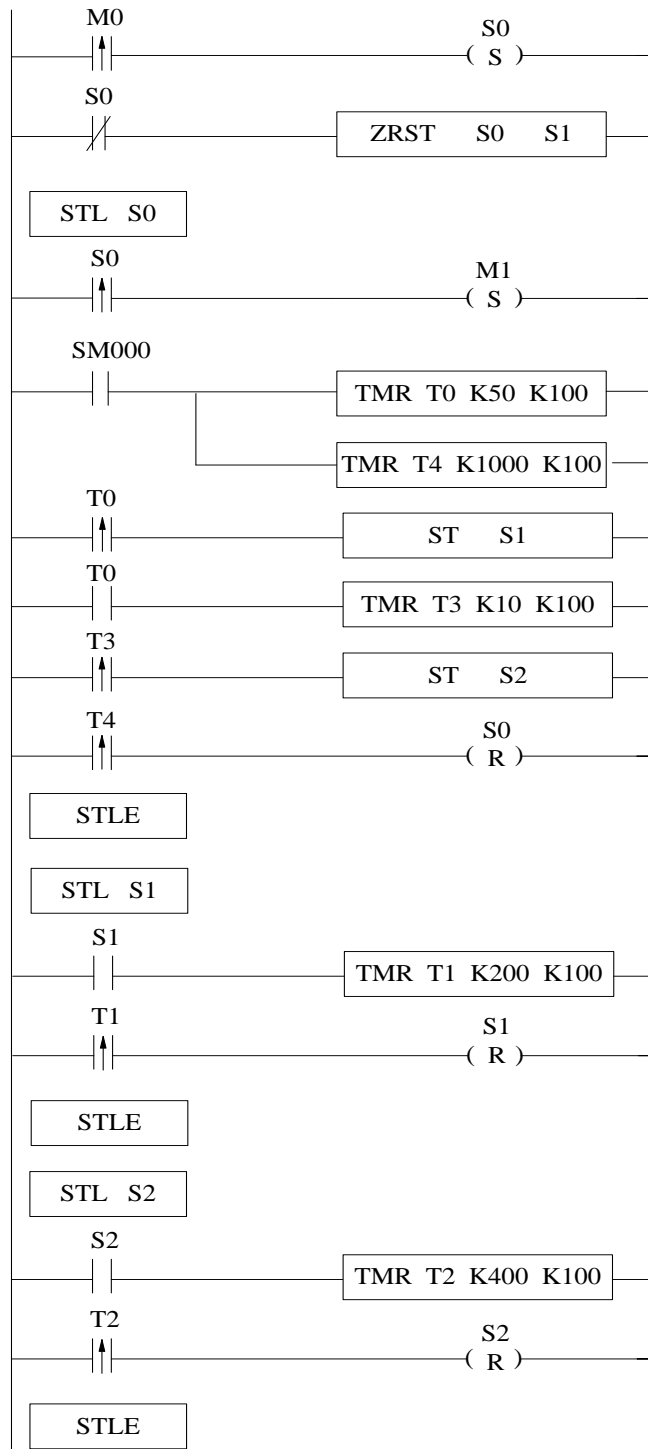 M0
S0
( S )
S0
ZRST S0 S1
STL S0
S0
M1
( S )
SM000
TMR T0 K50 K100
TMR T4 K1000 K100
T0
ST S1
T0
TMR T3 K10 K100
T3
ST S2
T4
S0
( R )
STLE
STL S1
S1
TMR T1 K200 K100
T1
S1
( R )
STLE
STL S2
S2
TMR T2 K400 K100
T2
S2
( R )
STLE